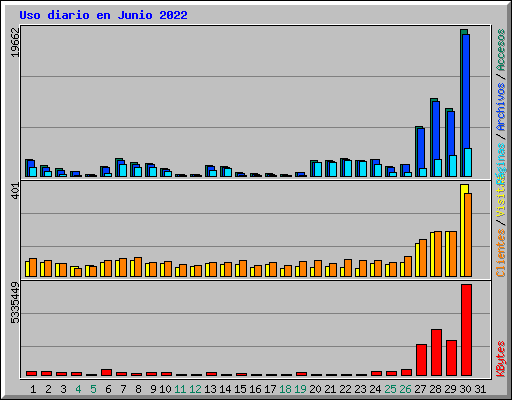 Uso diario en Junio 2022
19662
401
5335449
Accesos / Archivos / Páginas
Visitas / Clientes
KBytes
1 2 3 4 5 6 7 8 9 10 11 12 13 14 15 16 17 18 19 20 21 22 23 24 25 26 27 28 29 30 31